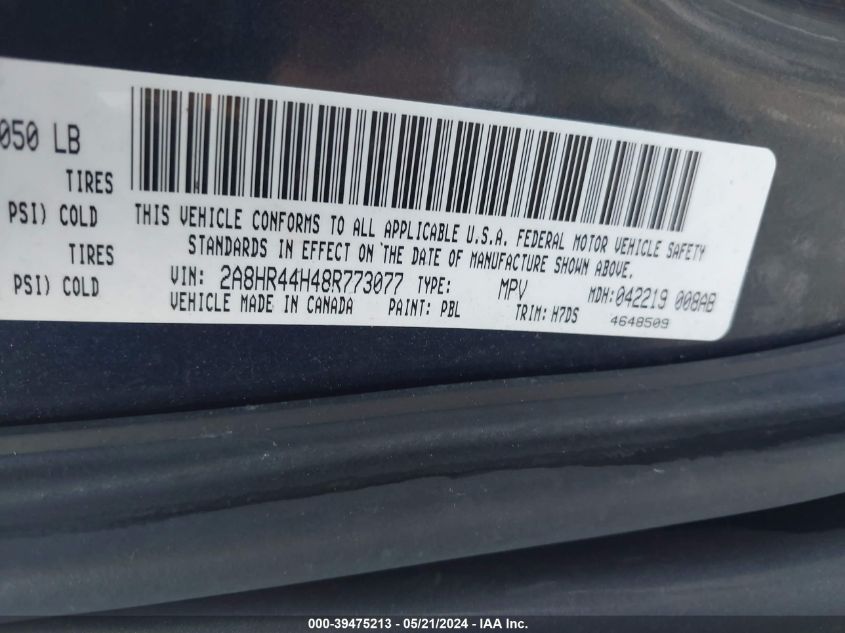 050 LB
TIRES
PSI) COLD
TIRES
PSI) COLD
THIS VEHICLE CONFORMS TO ALL APPLICABLE U.S.A. FEDERAL MOTOR VEHICLE SAFETY
STANDARDS IN EFFECT ON THE DATE OF MANUFACTURE SHOWN ABOVE.
VIN: 2A8HR44H48R773077 TYPE: MPV MDH: 042219 008AB
VEHICLE MADE IN CANADA PAINT: PBL TRIM: H7DS 4648509
000-39475213 - 05/21/2024 - IAA Inc.